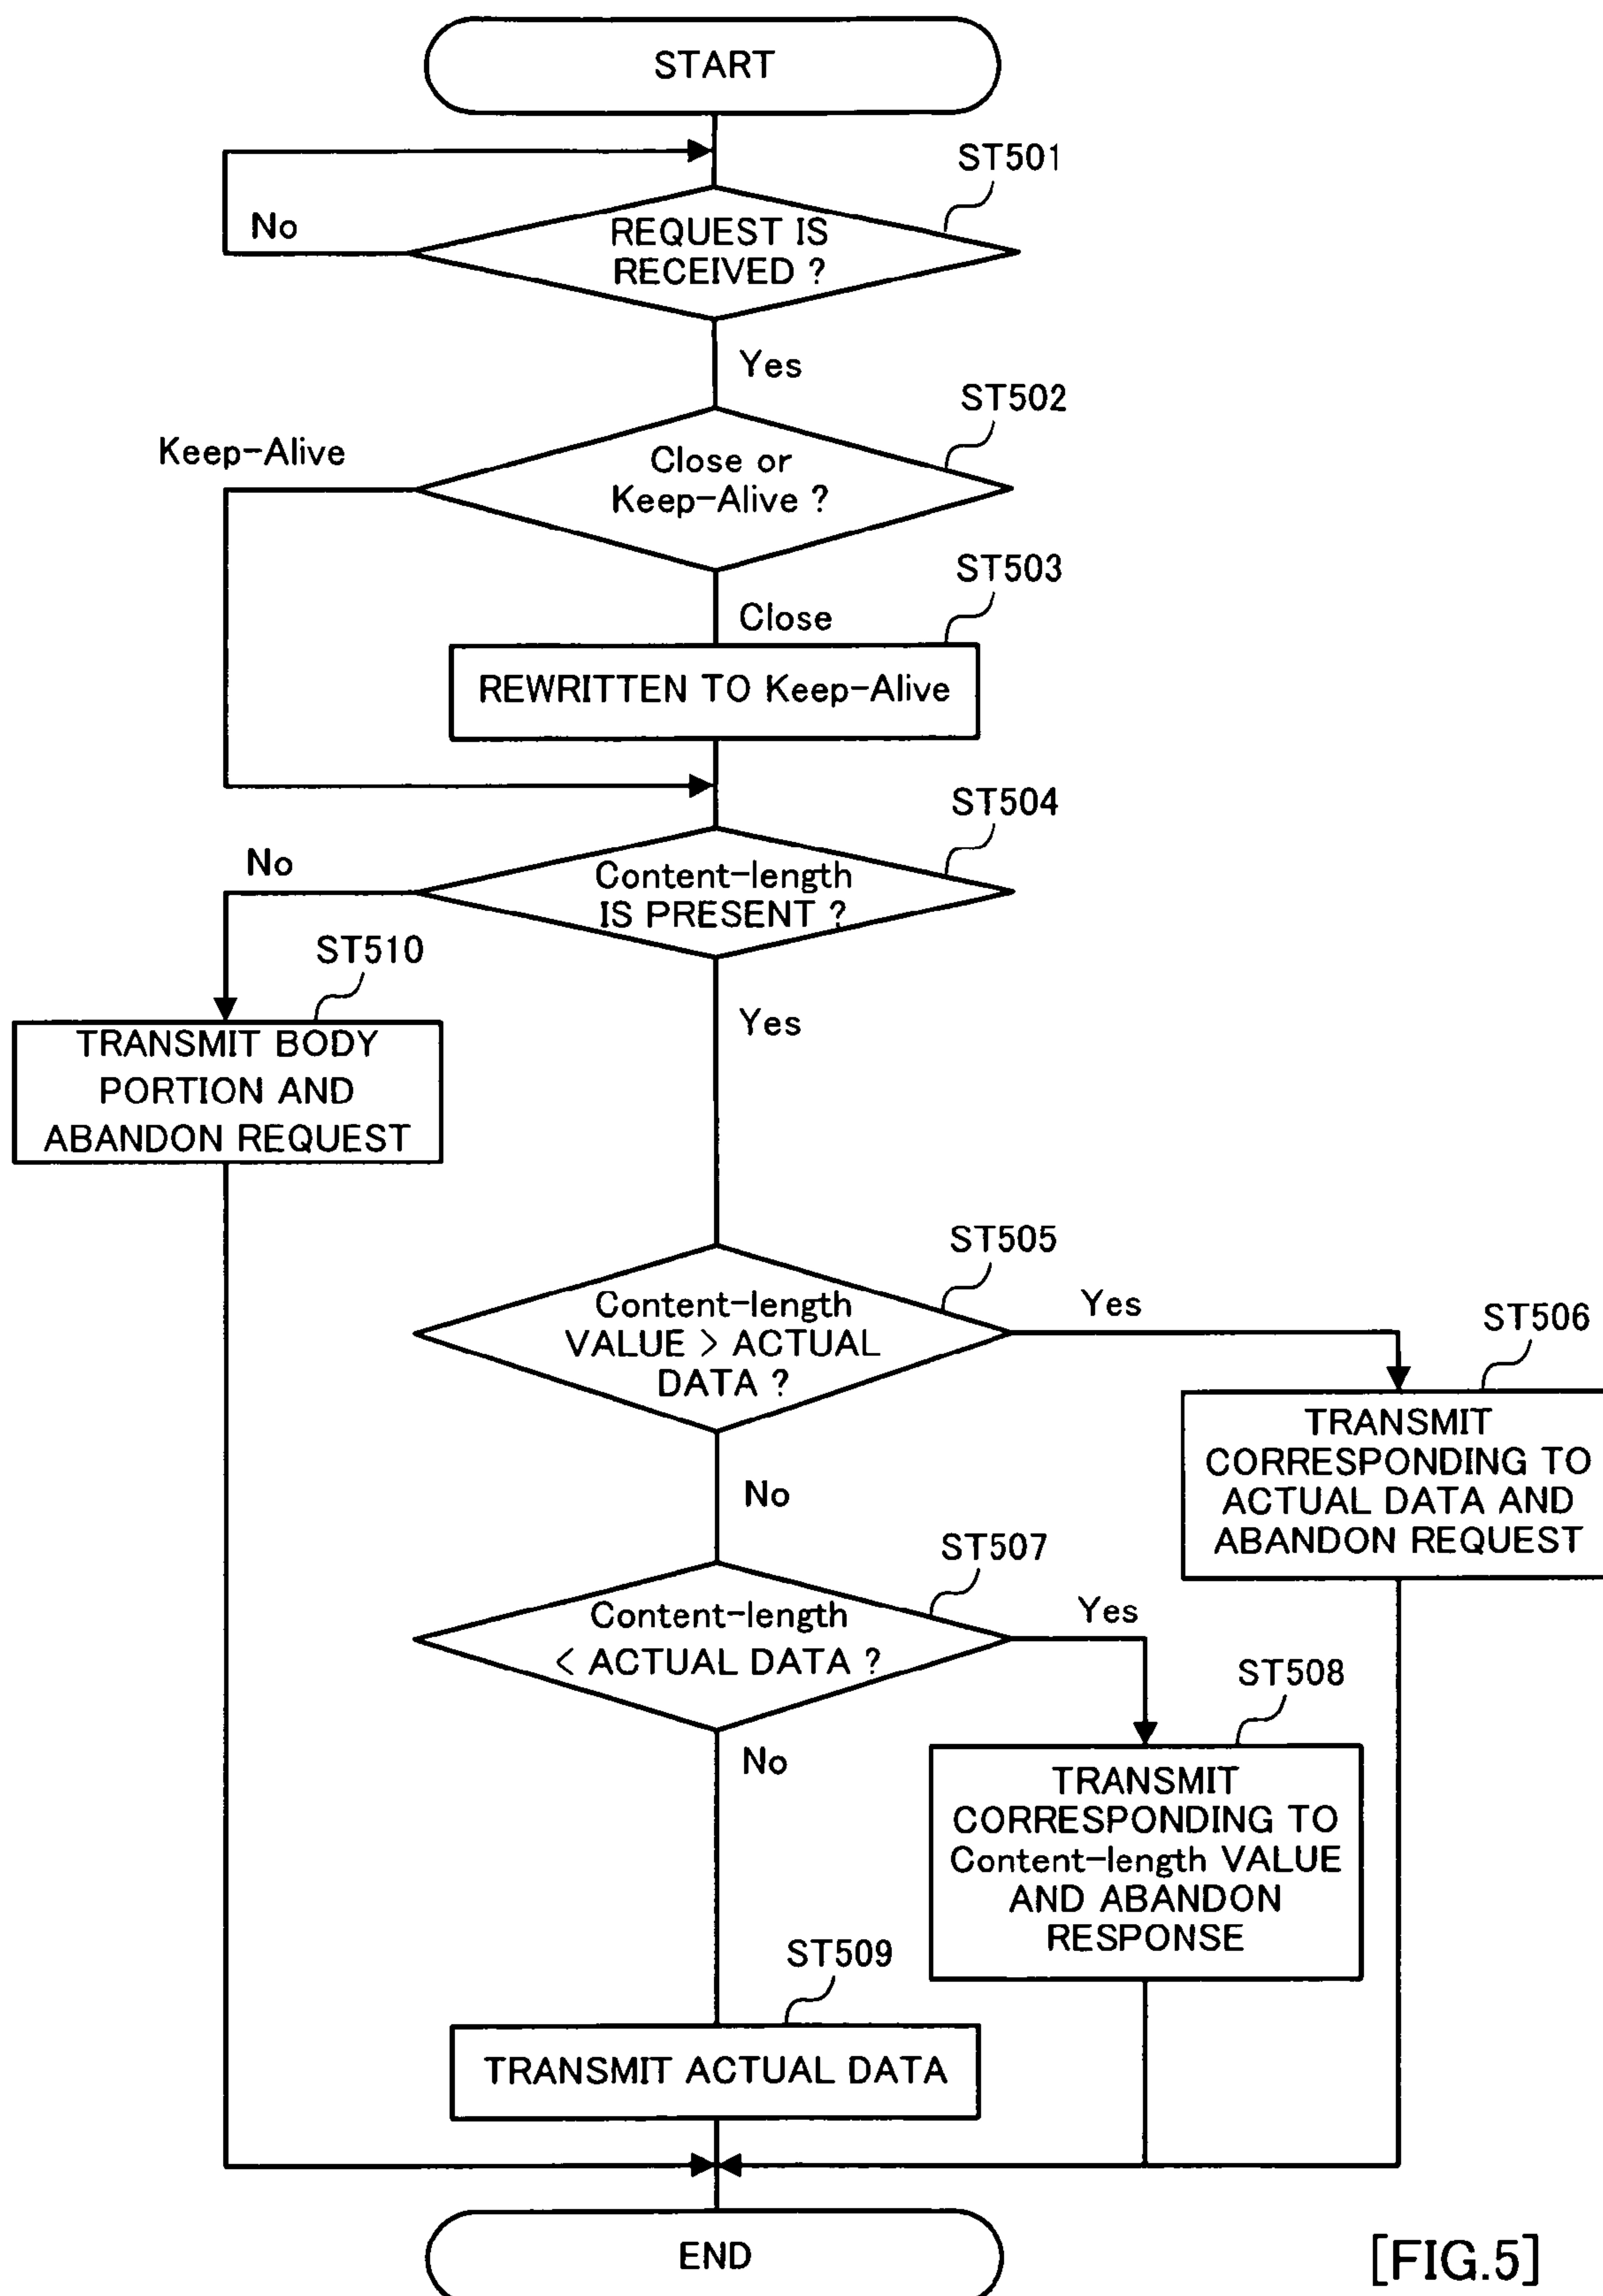 START
ST501
No
REQUEST IS
RECEIVED ?
Yes
ST502
Keep-Alive
Close or
Keep-Alive ?
ST503
Close
REWRITTEN TO Keep-Alive
ST504
No
Content-length
IS PRESENT ?
ST510
Yes
TRANSMIT BODY
PORTION AND
ABANDON REQUEST
ST505
Content-length
VALUE > ACTUAL
DATA ?
Yes
ST506
TRANSMIT
CORRESPONDING TO
ACTUAL DATA AND
ABANDON REQUEST
No
ST507
Content-length
< ACTUAL DATA ?
Yes
ST508
TRANSMIT
CORRESPONDING TO
Content-length VALUE
AND ABANDON
RESPONSE
No
ST509
TRANSMIT ACTUAL DATA
END
[FIG.5]